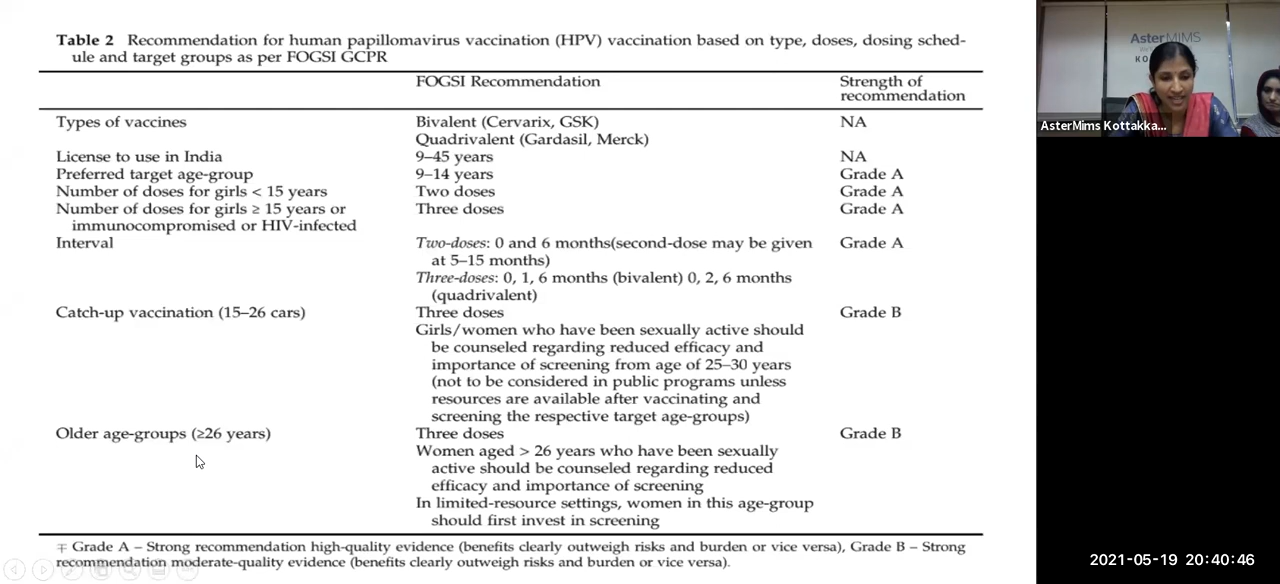 Table 2 Recommendation for human papillomavirus vaccination (HPV) vaccination based on type, doses, dosing sched-
ule and target groups as per FOGSI GCPR
FOGSI Recommendation Strength of
recommendation
Types of vaccines Bivalent (Cervarix, GSK) NA
Quadrivalent (Gardasil, Merck)
License to use in India 9–45 years NA
Preferred target age-group 9–14 years Grade A
Number of doses for girls < 15 years Two doses Grade A
Number of doses for girls ≥ 15 years or Three doses Grade A
immunocompromised or HIV-infected
Interval Two-doses: 0 and 6 months(second-dose may be given Grade A
at 5–15 months)
Three-doses: 0, 1, 6 months (bivalent) 0, 2, 6 months
(quadrivalent)
Catch-up vaccination (15–26 cars) Three doses Grade B
Girls/women who have been sexually active should
be counseled regarding reduced efficacy and
importance of screening from age of 25–30 years
(not to be considered in public programs unless
resources are available after vaccinating and
screening the respective target age-groups)
Older age-groups (≥26 years) Three doses Grade B
Women aged > 26 years who have been sexually
active should be counseled regarding reduced
efficacy and importance of screening
In limited-resource settings, women in this age-group
should first invest in screening
∓ Grade A – Strong recommendation high-quality evidence (benefits clearly outweigh risks and burden or vice versa), Grade B – Strong
recommendation moderate-quality evidence (benefits clearly outweigh risks and burden or vice versa).
AsterMIMS
AsterMims Kottakka...
2021-05-19 20:40:46